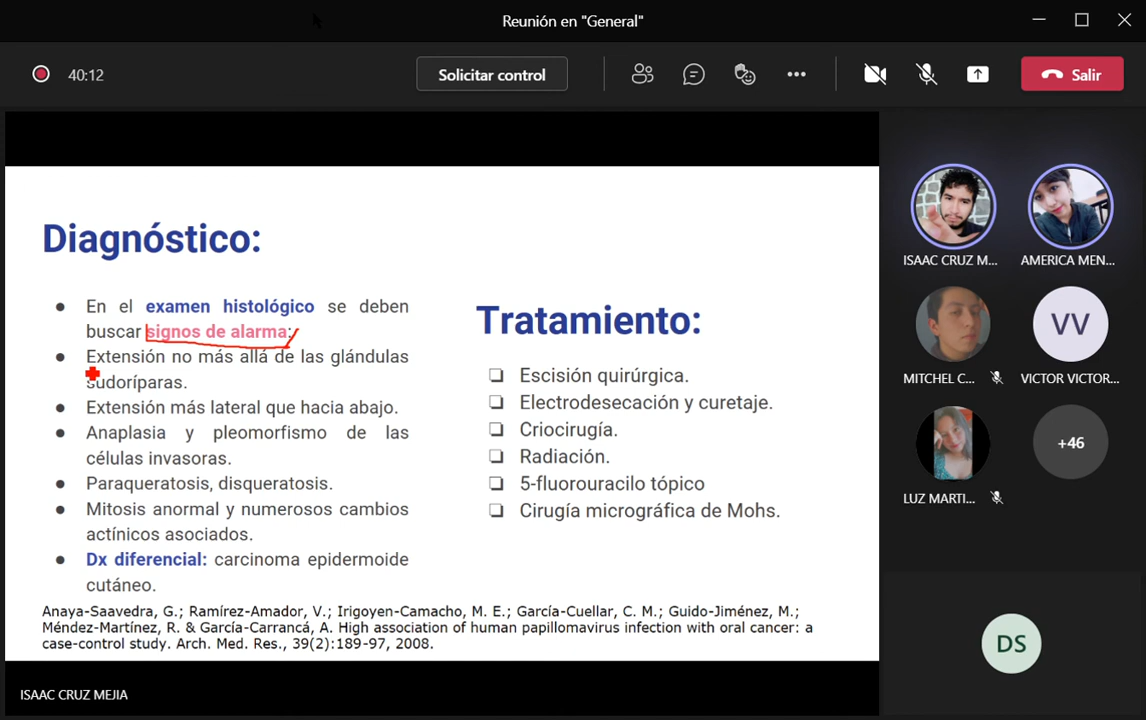 Reunión en "General"
40:12
Solicitar control
Salir
Diagnóstico:
En el examen histológico se deben
buscar signos de alarma:
Extensión no más allá de las glándulas
sudoríparas.
Extensión más lateral que hacia abajo.
Anaplasia y pleomorfismo de las
células invasoras.
Paraqueratosis, disqueratosis.
Mitosis anormal y numerosos cambios
actínicos asociados.
Dx diferencial: carcinoma epidermoide
cutáneo.
Tratamiento:
Escisión quirúrgica.
Electrodesecación y curetaje.
Criocirugía.
Radiación.
5-fluorouracilo tópico
Cirugía micrográfica de Mohs.
Anaya-Saavedra, G.; Ramírez-Amador, V.; Irigoyen-Camacho, M. E.; García-Cuellar, C. M.; Guido-Jiménez, M.;
Méndez-Martínez, R. & García-Carrancá, A. High association of human papillomavirus infection with oral cancer: a
case-control study. Arch. Med. Res., 39(2):189-97, 2008.
ISAAC CRUZ MEJIA
ISAAC CRUZ M...
AMERICA MEN...
VV
MITCHEL C...
VICTOR VICTOR...
+46
LUZ MARTI...
DS